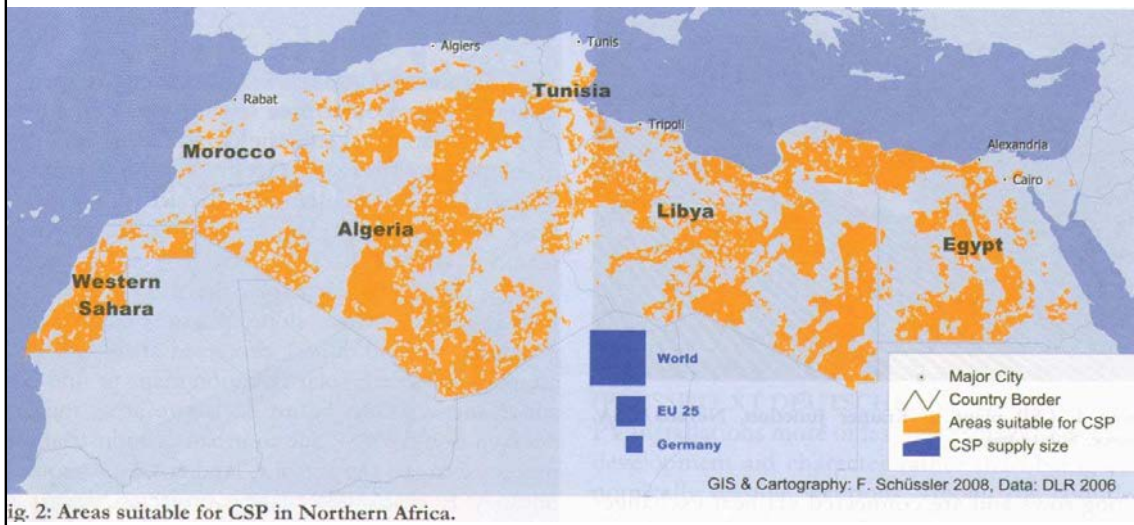 Algiers
Tunis
Rabat
Tunisia
Tripoli
Morocco
Alexandria
Cairo
Algeria
Libya
Egypt
Western
Sahara
World
EU 25
Germany
Major City
Country Border
Areas suitable for CSP
CSP supply size
GIS & Cartography: F. Schüssler 2008, Data: DLR 2006
ig. 2: Areas suitable for CSP in Northern Africa.